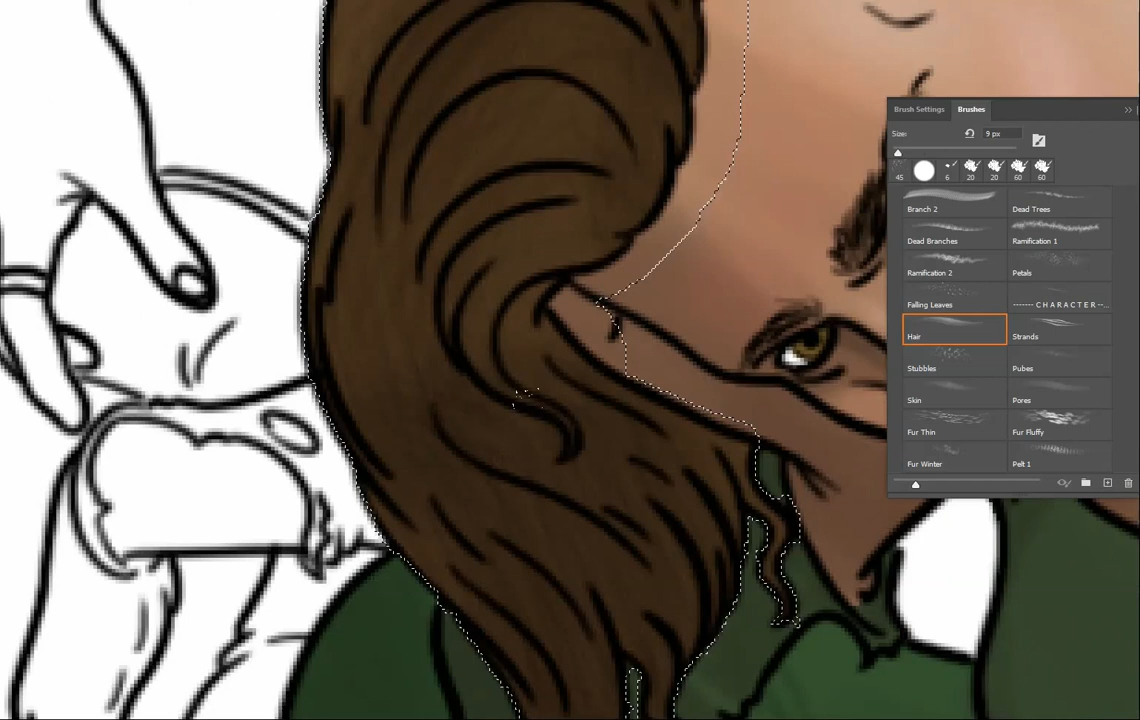 Brush Settings Brushes
Size: 9 px
45 6 20 20 60 60
Branch 2 Dead Trees
Dead Branches Ramification 1
Ramification 2 Petals
Falling Leaves ------- C H A R A C T E R --...
Hair Strands
Stubbles Pubes
Skin Pores
Fur Thin Fur Fluffy
Fur Winter Pelt 1